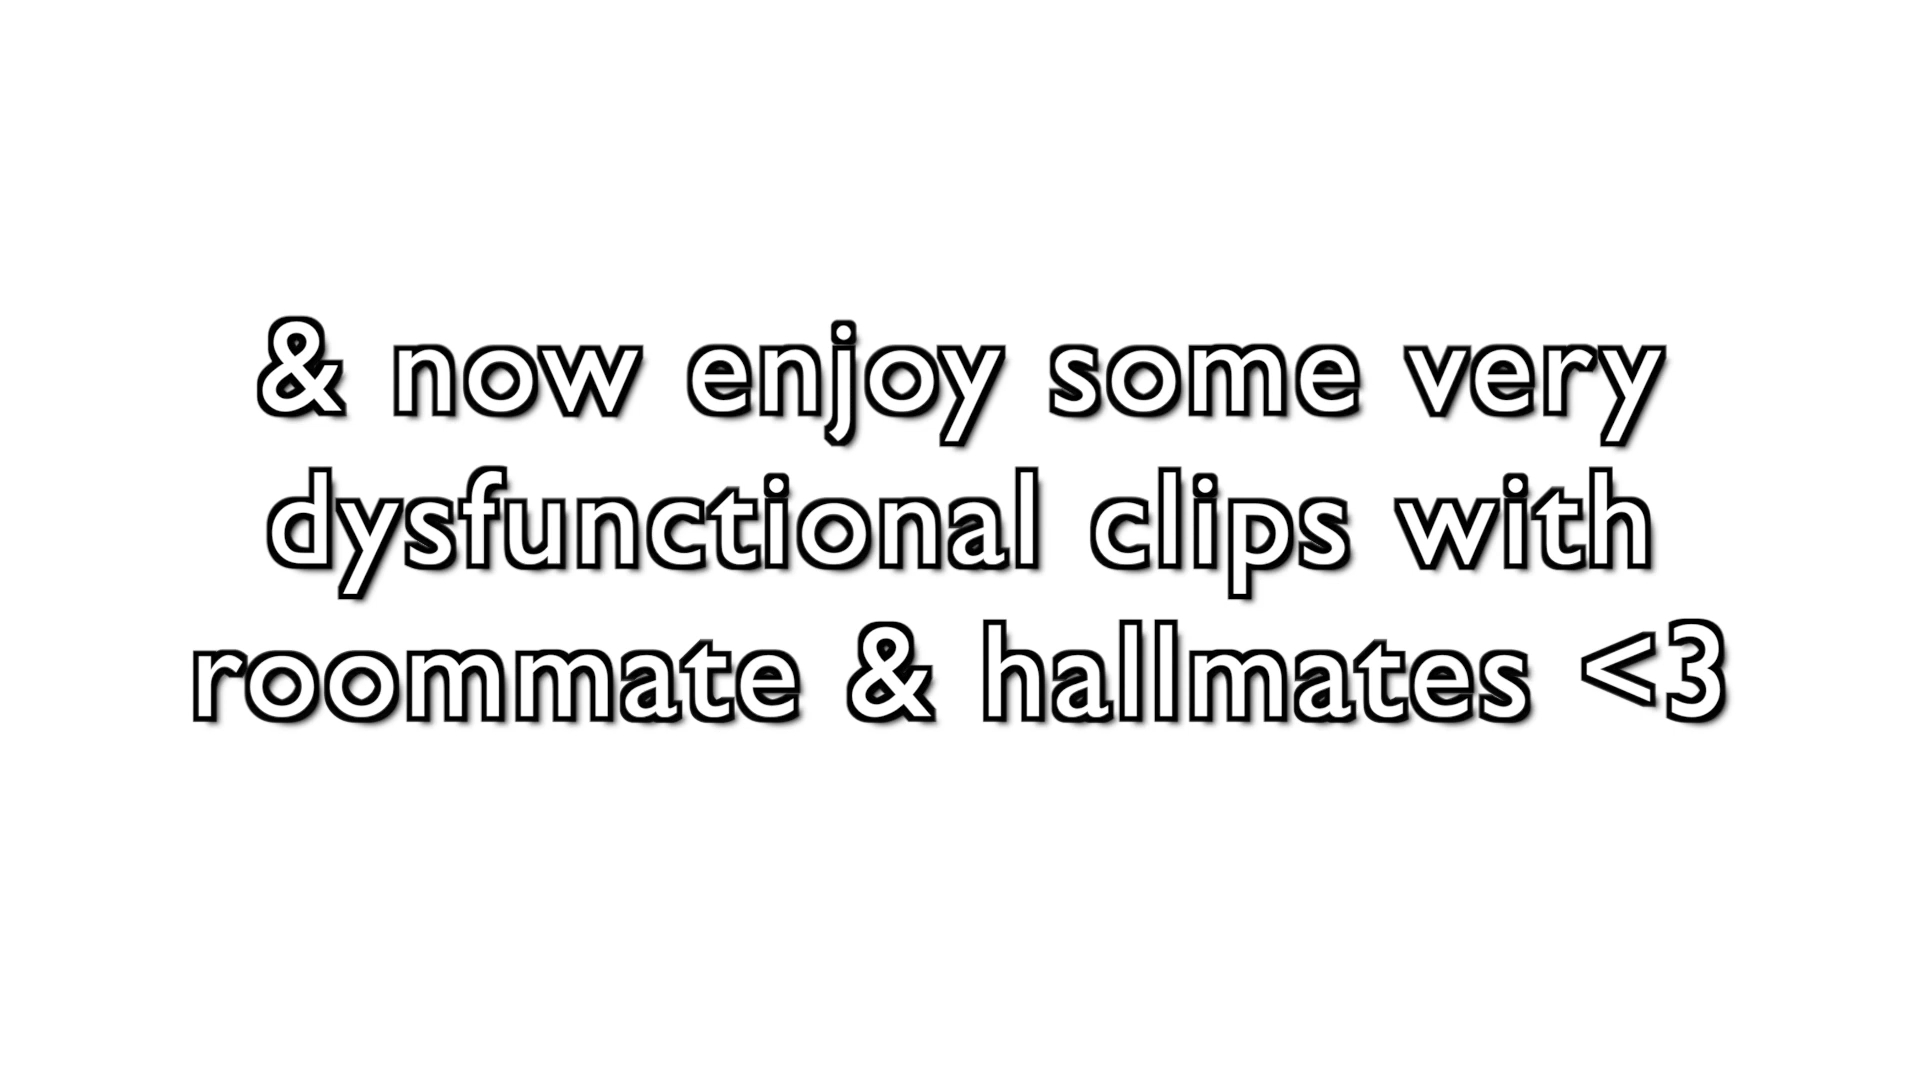 & now enjoy some very
dysfunctional clips with
roommate & hallmates <3